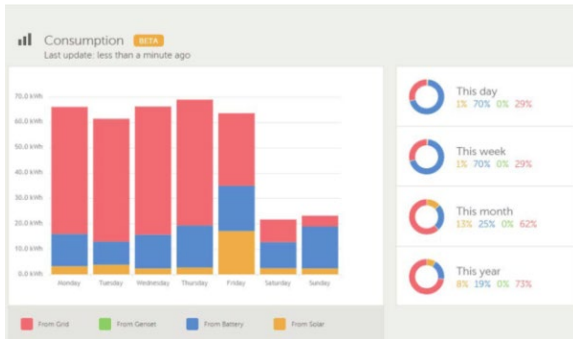 Consumption BETA
Last update: less than a minute ago
70.0 kWh
60.0 kWh
50.0 kWh
40.0 kWh
30.0 kWh
20.0 kWh
10.0 kWh
0.0 kWh
Monday Tuesday Wednesday Thursday Friday Saturday Sunday
From Grid From Genset From Battery From Solar
This day
1% 70% 0% 29%
This week
1% 70% 0% 29%
This month
13% 25% 0% 62%
This year
8% 19% 0% 73%